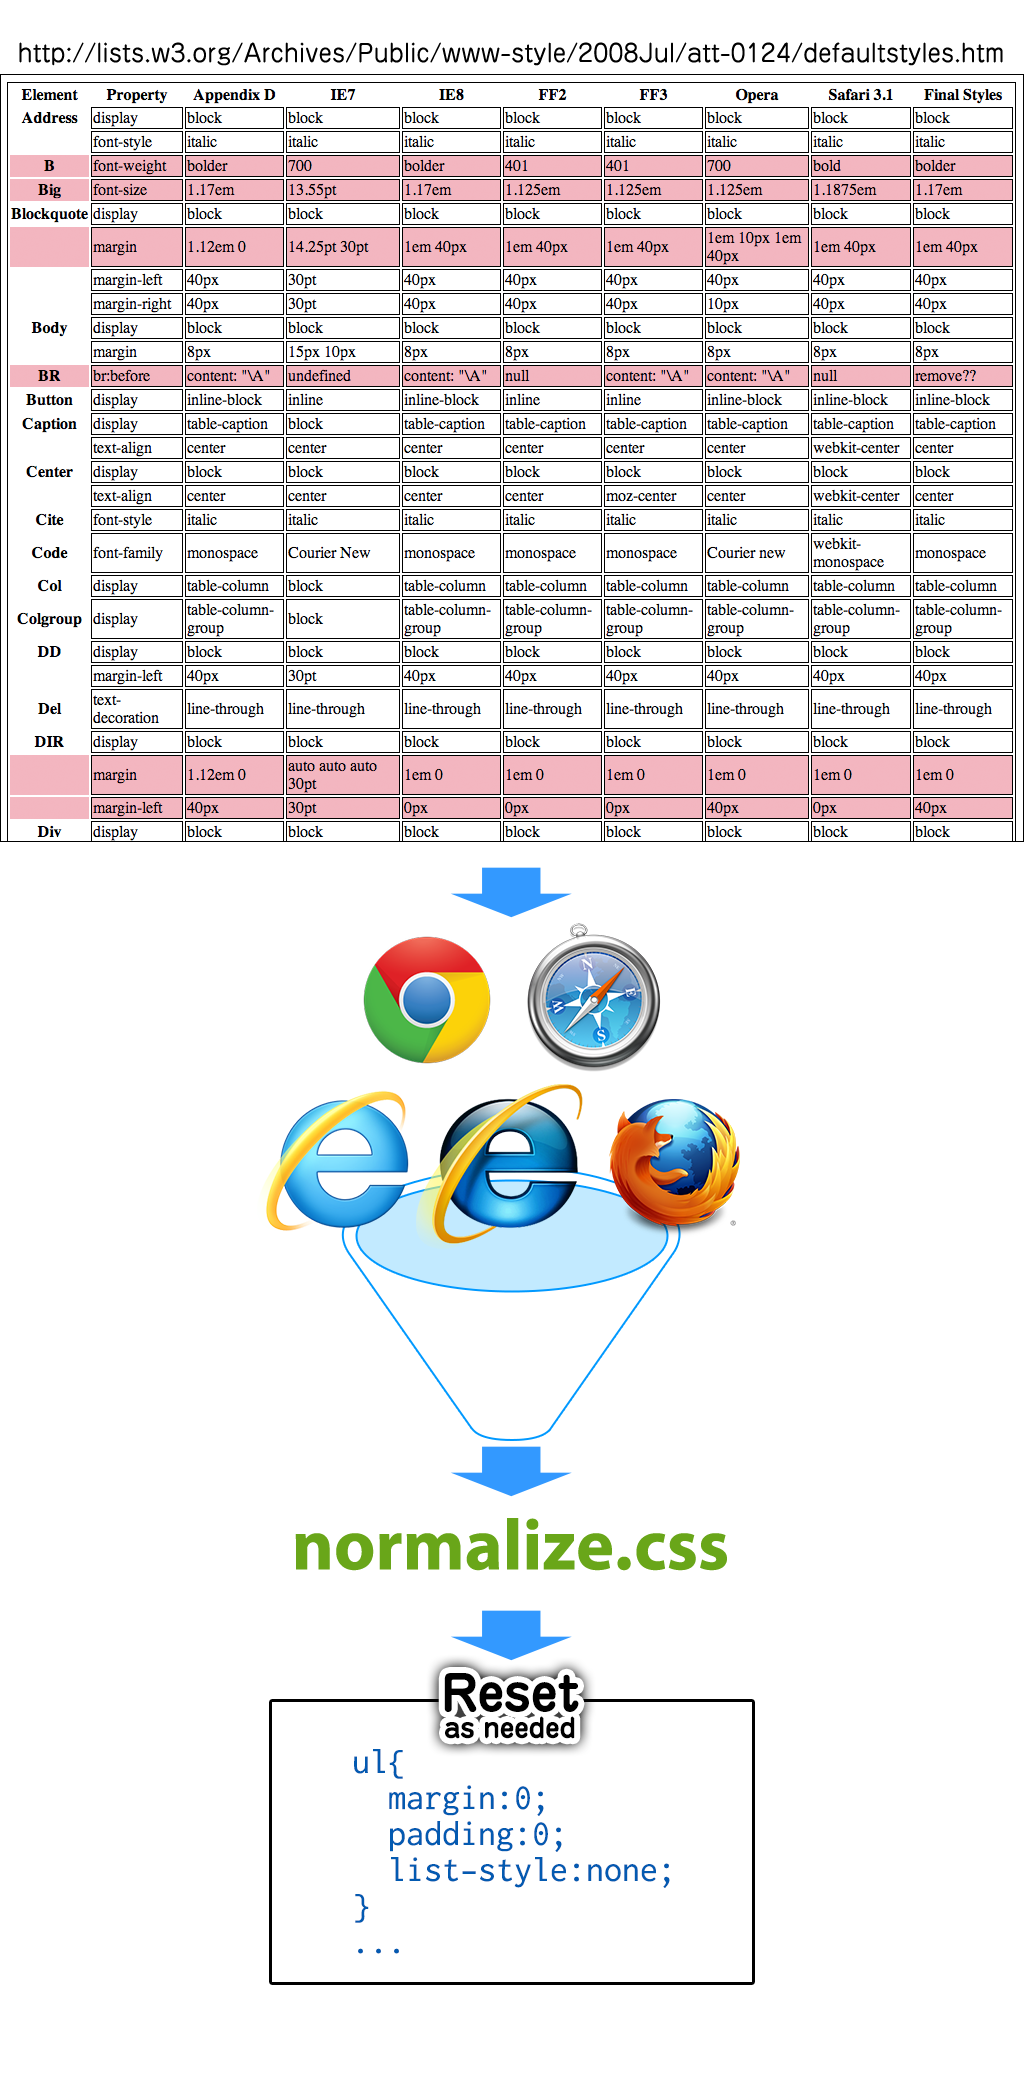 http://lists.w3.org/Archives/Public/www-style/2008Jul/att-0124/defaultstyles.htm
Element Property Appendix D IE7 IE8 FF2 FF3 Opera Safari 3.1 Final Styles
Address display block block block block block block block block
font-style italic italic italic italic italic italic italic italic
B font-weight bolder 700 bolder 401 401 700 bold bolder
Big font-size 1.17em 13.55pt 1.17em 1.125em 1.125em 1.125em 1.1875em 1.17em
Blockquote display block block block block block block block block
margin 1.12em 0 14.25pt 30pt 1em 40px 1em 40px 1em 40px 1em 10px 1em 40px 1em 40px 1em 40px
margin-left 40px 30pt 40px 40px 40px 40px 40px 40px
margin-right 40px 30pt 40px 40px 40px 10px 40px 40px
Body display block block block block block block block block
margin 8px 15px 10px 8px 8px 8px 8px 8px 8px
BR br:before content: "\A" undefined content: "\A" null content: "\A" content: "\A" null remove??
Button display inline-block inline inline-block inline inline inline-block inline-block inline-block
Caption display table-caption block table-caption table-caption table-caption table-caption table-caption table-caption
text-align center center center center center center webkit-center center
Center display block block block block block block block block
text-align center center center center moz-center center webkit-center center
Cite font-style italic italic italic italic italic italic italic italic
Code font-family monospace Courier New monospace monospace monospace Courier new webkit-monospace monospace
Col display table-column block table-column table-column table-column table-column table-column table-column
Colgroup display table-column-group block table-column-group table-column-group table-column-group table-column-group table-column-group table-column-group
DD display block block block block block block block block
margin-left 40px 30pt 40px 40px 40px 40px 40px 40px
Del text-decoration line-through line-through line-through line-through line-through line-through line-through line-through
DIR display block block block block block block block block
margin 1.12em 0 auto auto auto 30pt 1em 0 1em 0 1em 0 1em 0 1em 0 1em 0
margin-left 40px 30pt 0px 0px 0px 40px 0px 40px
Div display block block block block block block block block
N
E
W
S
®
normalize.css
Reset
as needed
ul{
margin:0;
padding:0;
list-style:none;
}
...